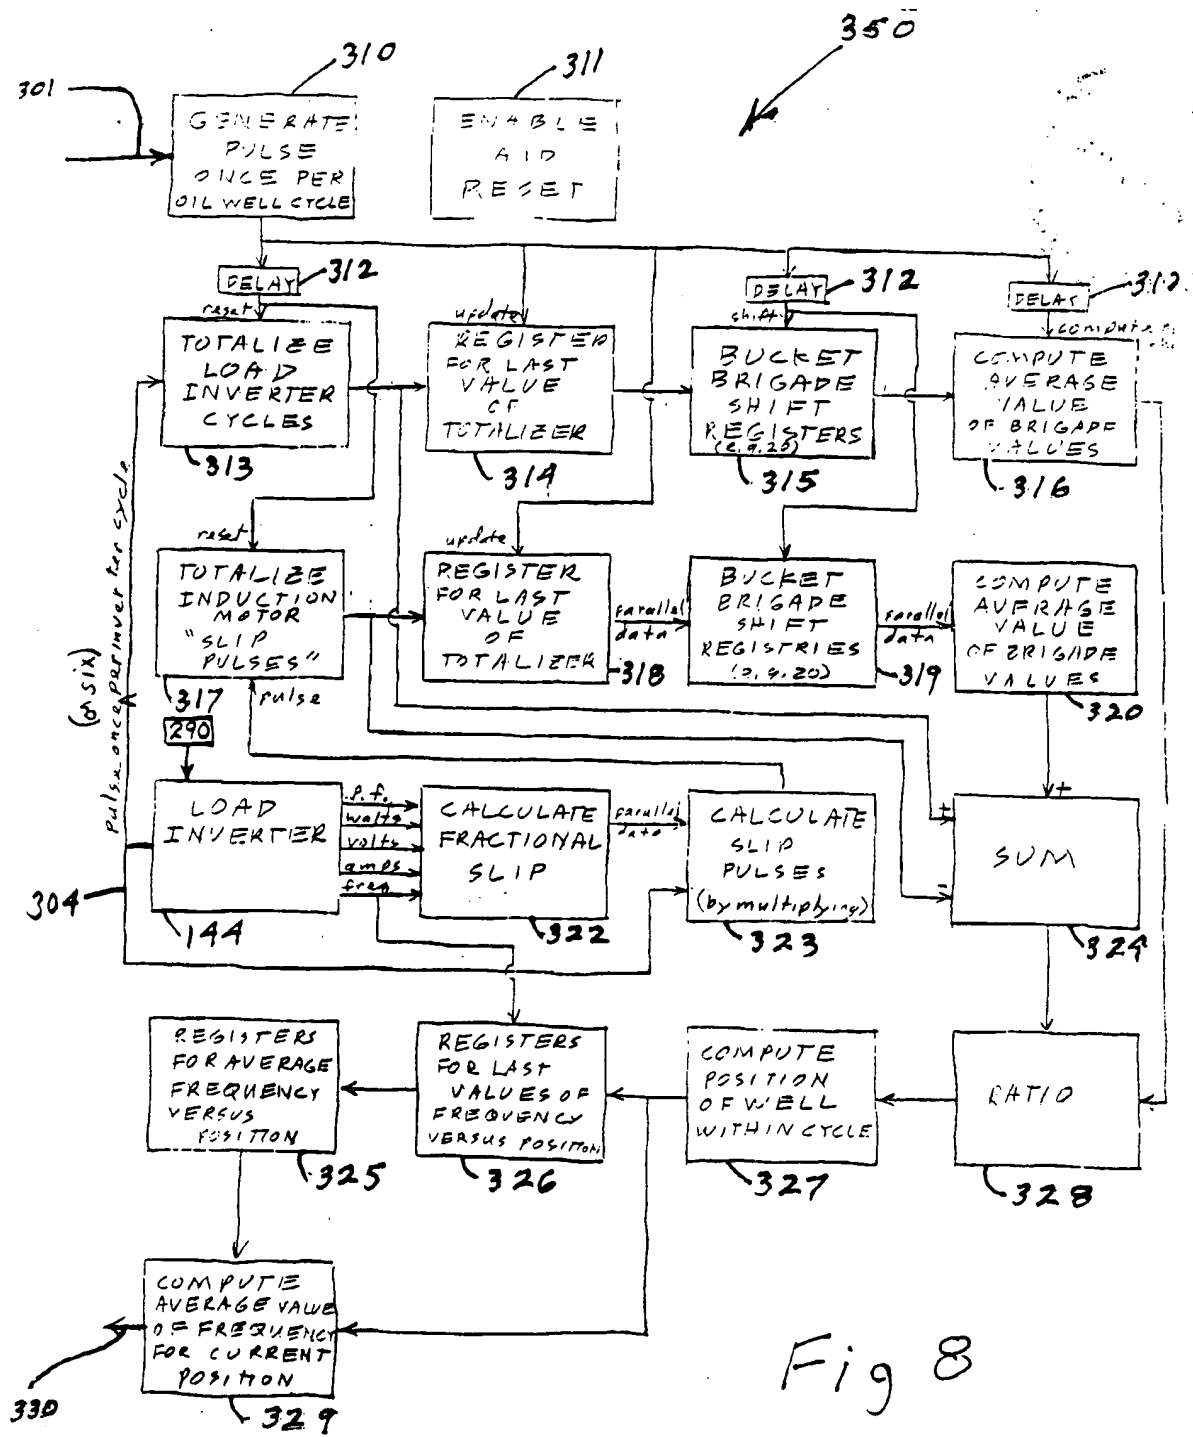 350
301
310
311
GENERATE
PULSE
ONCE PER
OIL WELL CYCLE
ENABLE
AID
RESET
DELAY
312
DELAY
312
DELAY
312
reset
update
shift
compute
TOTALIZE
LOAD
INVERTER
CYCLES
313
REGISTER
FOR LAST
VALUE
OF
TOTALIZER
314
BUCKET
BRIGADE
SHIFT
REGISTERS
(e.g.20)
315
COMPUTE
AVERAGE
VALUE
OF BRIGADE
VALUES
316
reset
update
TOTALIZE
INDUCTION
MOTOR
"SLIP
PULSES"
317
pulse
REGISTER
FOR LAST
VALUE
OF
TOTALIZER
318
parallel
data
BUCKET
BRIGADE
SHIFT
REGISTRIES
(e.g.20)
319
parallel
data
COMPUTE
AVERAGE
VALUE
OF BRIGADE
VALUES
320
Pulse once per inverter cycle
(or six)
290
LOAD
INVERTER
144
304
p.f.
watts
volts
amps
freq
CALCULATE
FRACTIONAL
SLIP
322
parallel
data
CALCULATE
SLIP
PULSES
(by multiplying)
323
+
+
-
SUM
324
REGISTERS
FOR AVERAGE
FREQUENCY
VERSUS
POSITION
325
REGISTERS
FOR LAST
VALUES OF
FREQUENCY
VERSUS POSITION
326
COMPUTE
POSITION
OF WELL
WITHIN CYCLE
327
RATIO
328
COMPUTE
AVERAGE VALUE
OF FREQUENCY
FOR CURRENT
POSITION
329
330
Fig 8